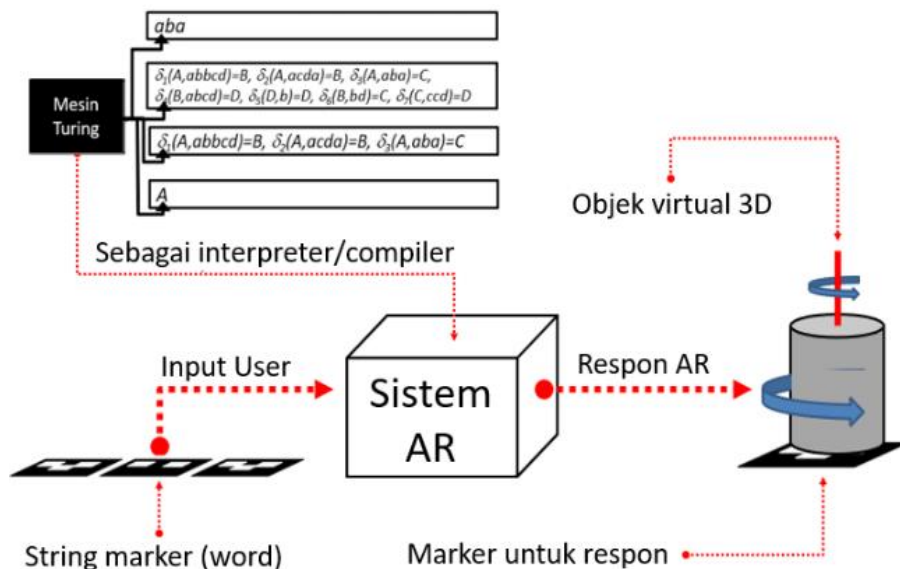 aba
Mesin
Turing
δ₁(A,abbcd)=B, δ₂(A,acda)=B, δ₃(A,aba)=C,
δ₄(B,abcd)=D, δ₅(D,b)=D, δ₆(B,bd)=C, δ₇(C,ccd)=D
δ₁(A,abbcd)=B, δ₂(A,acda)=B, δ₃(A,aba)=C
A
Objek virtual 3D
Sebagai interpreter/compiler
Input User
Sistem
AR
Respon AR
String marker (word)
Marker untuk respon